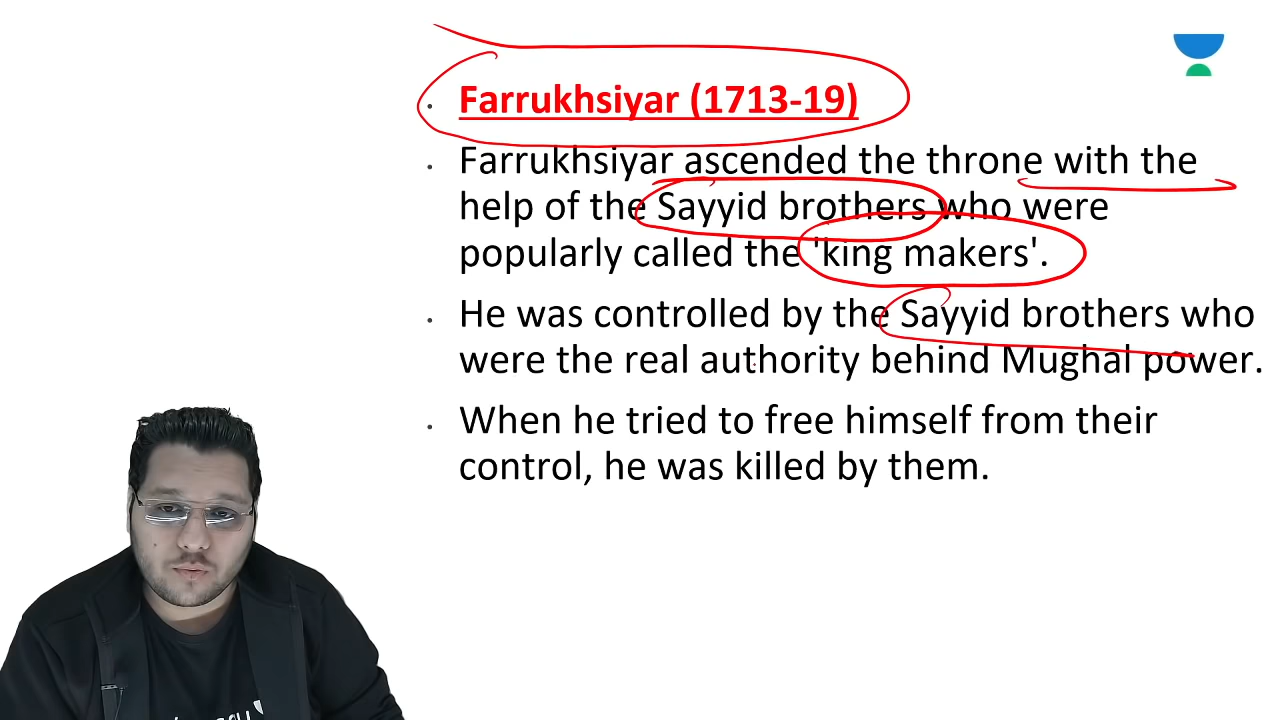 Farrukhsiyar (1713-19)
Farrukhsiyar ascended the throne with the
help of the Sayyid brothers who were
popularly called the 'king makers'.
He was controlled by the Sayyid brothers who
were the real authority behind Mughal power.
When he tried to free himself from their
control, he was killed by them.